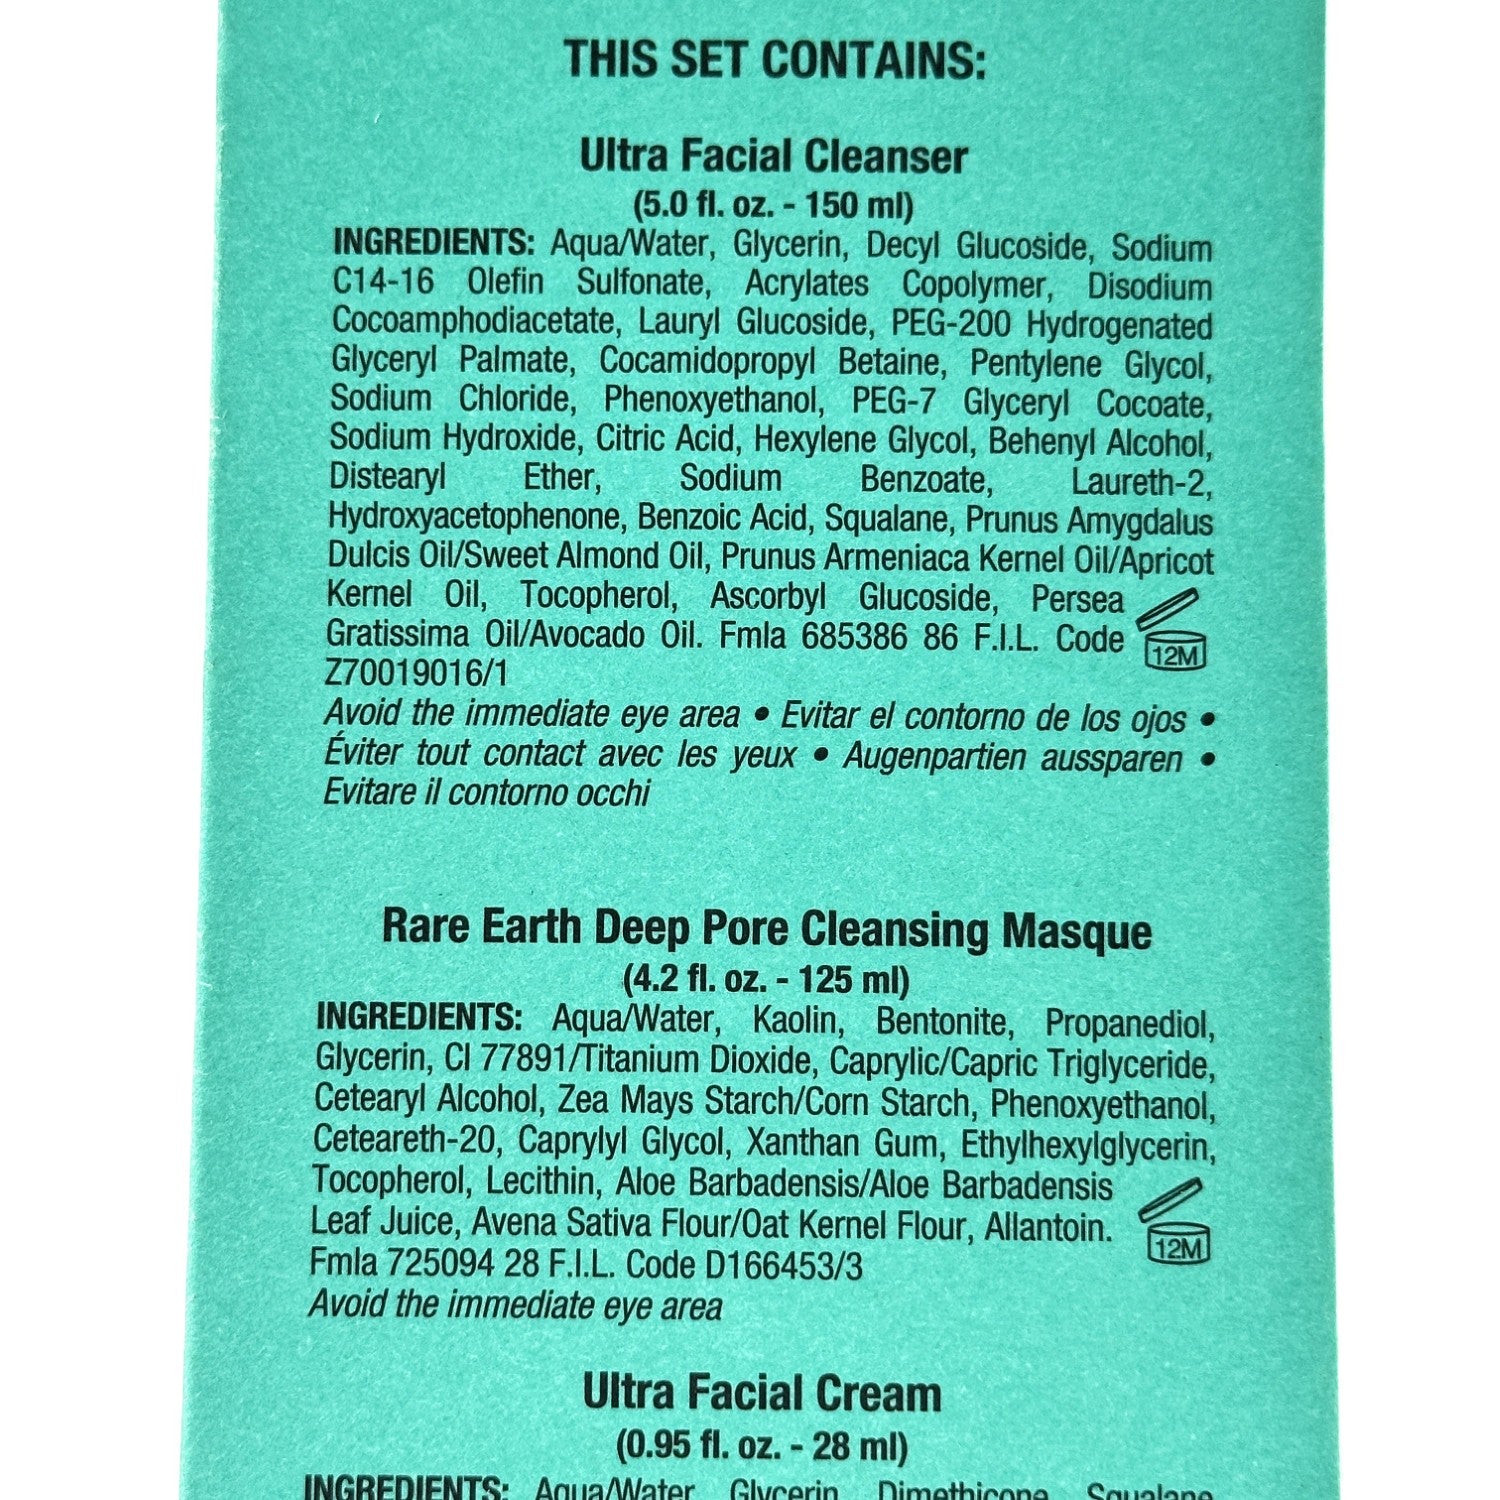 THIS SET CONTAINS:
Ultra Facial Cleanser
(5.0 fl. oz. - 150 ml)
INGREDIENTS: Aqua/Water, Glycerin, Decyl Glucoside, Sodium
C14-16 Olefin Sulfonate, Acrylates Copolymer, Disodium
Cocoamphodiacetate, Lauryl Glucoside, PEG-200 Hydrogenated
Glyceryl Palmate, Cocamidopropyl Betaine, Pentylene Glycol,
Sodium Chloride, Phenoxyethanol, PEG-7 Glyceryl Cocoate,
Sodium Hydroxide, Citric Acid, Hexylene Glycol, Behenyl Alcohol,
Distearyl Ether, Sodium Benzoate, Laureth-2,
Hydroxyacetophenone, Benzoic Acid, Squalane, Prunus Amygdalus
Dulcis Oil/Sweet Almond Oil, Prunus Armeniaca Kernel Oil/Apricot
Kernel Oil, Tocopherol, Ascorbyl Glucoside, Persea
Gratissima Oil/Avocado Oil. Fmla 685386 86 F.I.L. Code
12M
Z70019016/1
Avoid the immediate eye area • Evitar el contorno de los ojos •
Éviter tout contact avec les yeux • Augenpartien aussparen •
Evitare il contorno occhi
Rare Earth Deep Pore Cleansing Masque
(4.2 fl. oz. - 125 ml)
INGREDIENTS: Aqua/Water, Kaolin, Bentonite, Propanediol,
Glycerin, CI 77891/Titanium Dioxide, Caprylic/Capric Triglyceride,
Cetearyl Alcohol, Zea Mays Starch/Corn Starch, Phenoxyethanol,
Ceteareth-20, Caprylyl Glycol, Xanthan Gum, Ethylhexylglycerin,
Tocopherol, Lecithin, Aloe Barbadensis/Aloe Barbadensis
Leaf Juice, Avena Sativa Flour/Oat Kernel Flour, Allantoin.
12M
Fmla 725094 28 F.I.L. Code D166453/3
Avoid the immediate eye area
Ultra Facial Cream
(0.95 fl. oz. - 28 ml)
INGREDIENTS: Aqua/Water, Glycerin, Dimethicone, Squalane